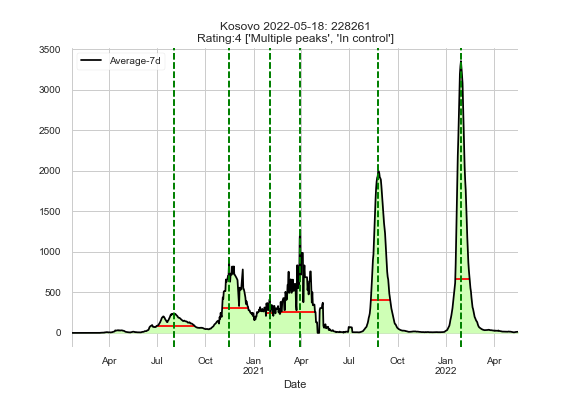 Kosovo 2022-05-18: 228261
Rating:4 ['Multiple peaks', 'In control']
Average-7d
3500
3000
2500
2000
1500
1000
500
0
Apr Jul Oct Jan Apr Jul Oct Jan Apr
2021 2022
Date